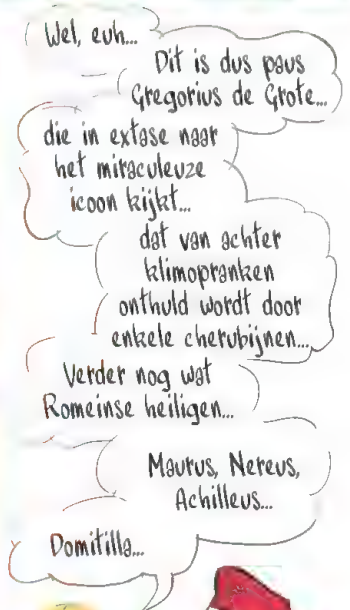 Wel, euh...
Dit is dus paus
Gregorius de Grote...
die in extase naar
het miraculeuze
icoon kijkt...
dat van achter
klimopranken
onthuld wordt door
enkele cherubijnen...
Verder nog wat
Romeinse heiligen...
Maurus, Nereus,
Achilleus...
Domitilla...